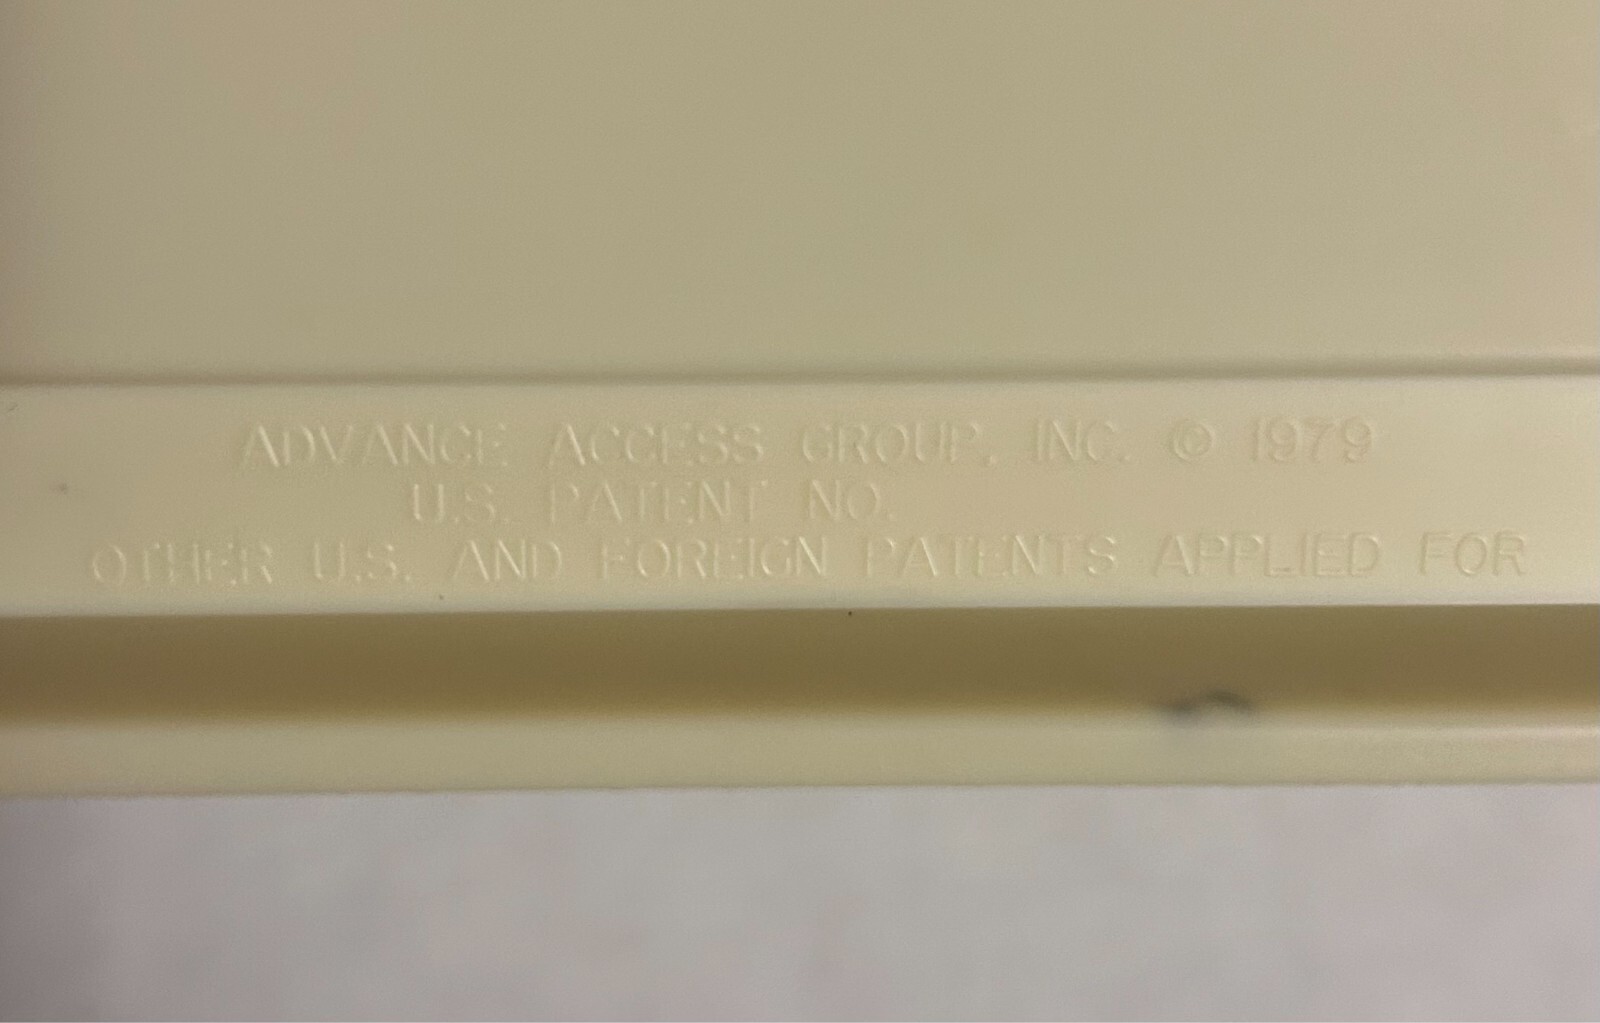 ADVANCE ACCESS GROUP, INC. © 1979
U.S. PATENT NO.
OTHER U.S. AND FOREIGN PATENTS APPLIED FOR